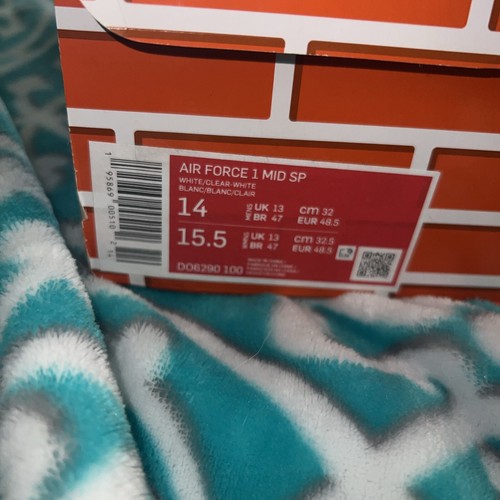 AIR FORCE 1 MID SP
WHITE/CLEAR-WHITE
BLANC/BLANC/CLAIR
14 UK 13 CM 32
BR 47 EUR 48.5
15.5 UK 13 CM 32.5
BR 47 EUR 48.5
DO6290 100